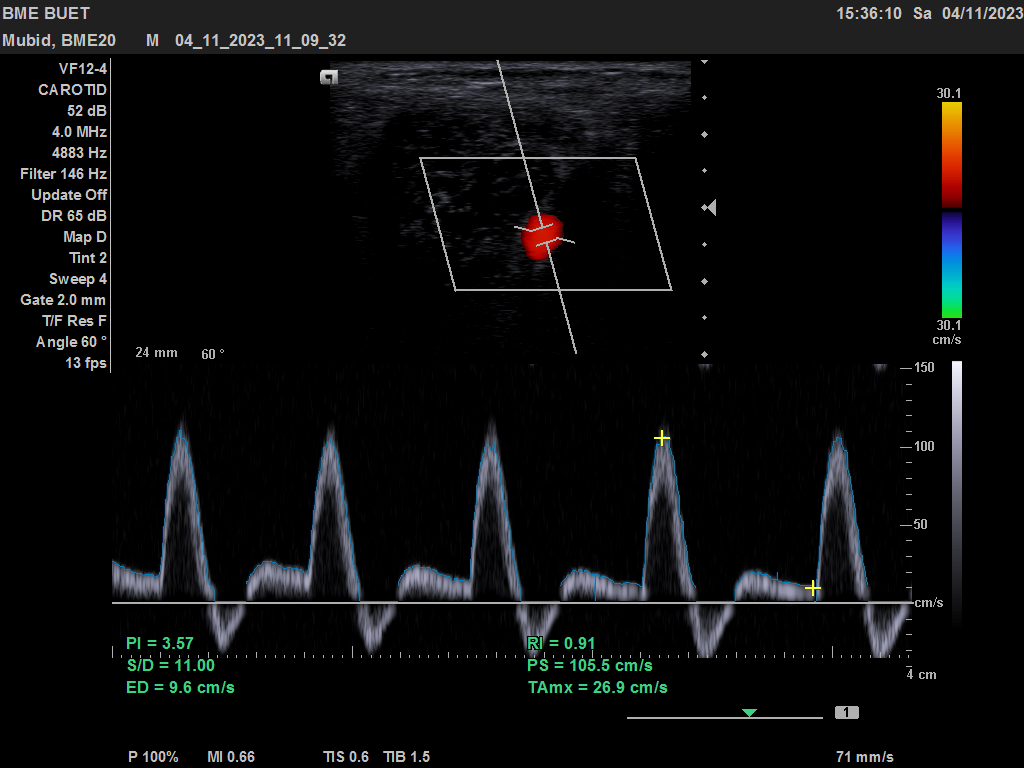 BME BUET 15:36:10 Sa 04/11/2023
Mubid, BME20 M 04_11_2023_11_09_32
VF12-4
CAROTID
52 dB
4.0 MHz
4883 Hz
Filter 146 Hz
Update Off
DR 65 dB
Map D
Tint 2
Sweep 4
Gate 2.0 mm
T/F Res F
Angle 60 °
13 fps
24 mm 60 °
30.1
30.1
cm/s
150
100
50
cm/s
4 cm
PI = 3.57
S/D = 11.00
ED = 9.6 cm/s
RI = 0.91
PS = 105.5 cm/s
TAmx = 26.9 cm/s
1
P 100% MI 0.66 TIS 0.6 TIB 1.5 71 mm/s